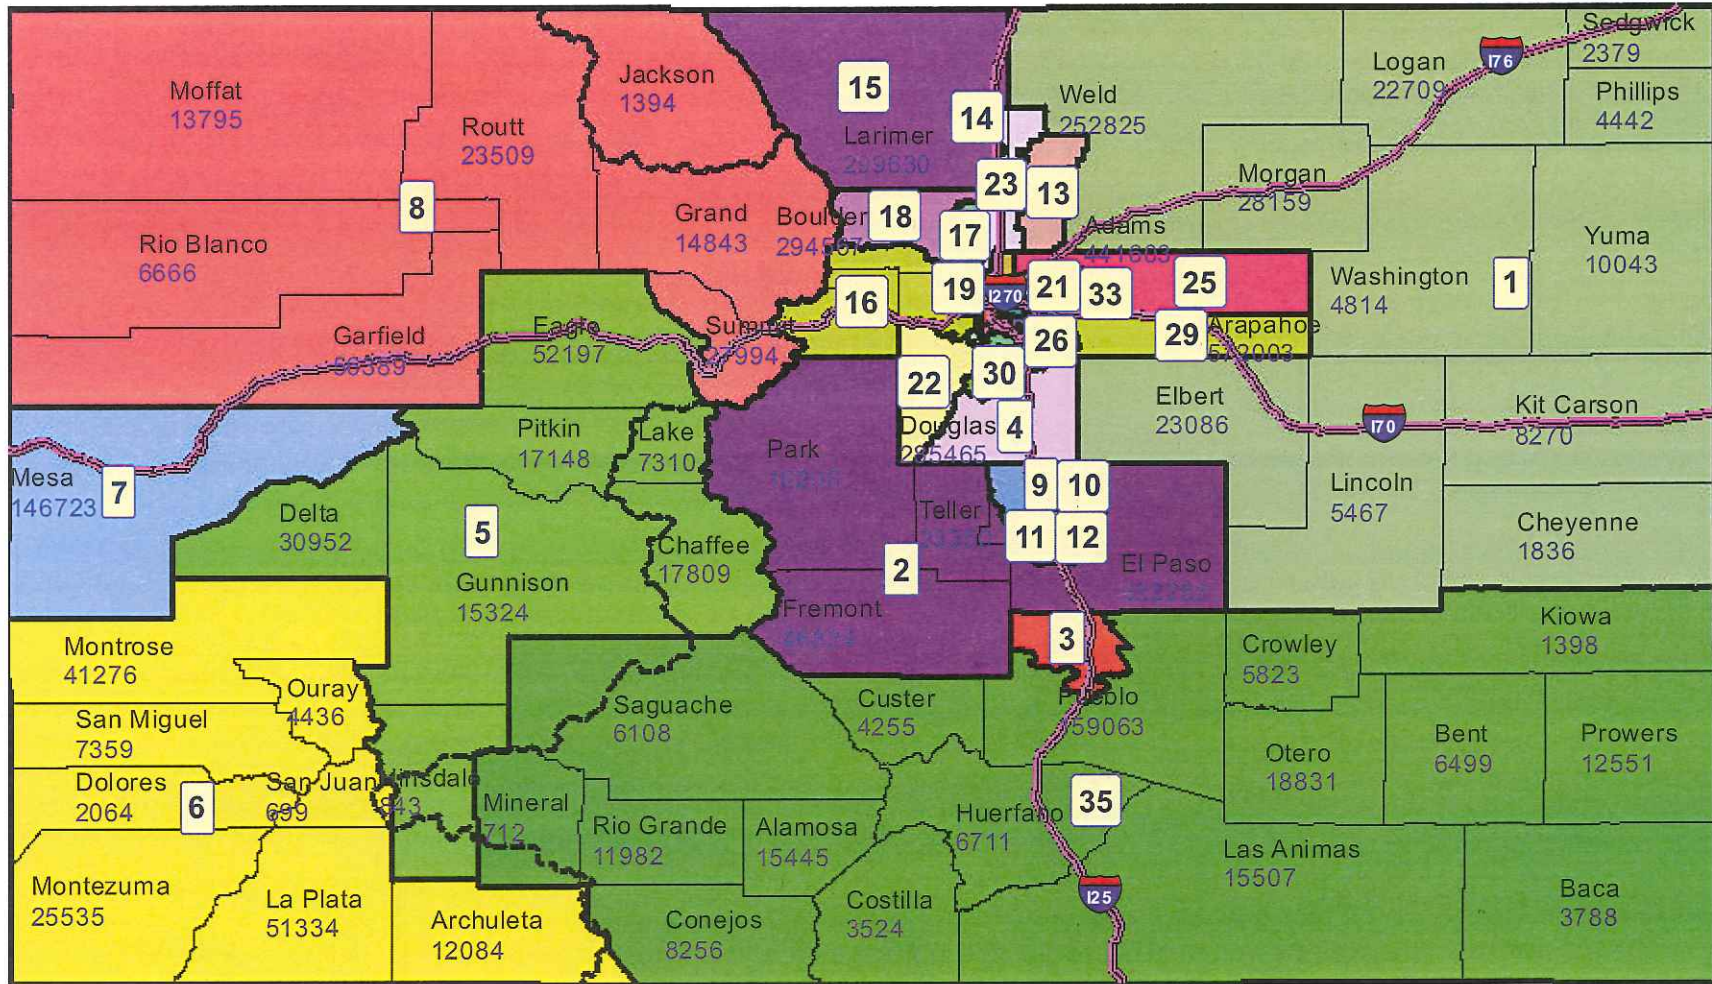 Sedgwick
2379
Logan
22709
I76
Phillips
4442
Moffat
13795
Jackson
1394
15
Weld
252825
14
Routt
23509
Larimer
299630
Morgan
28159
23
13
8
Grand
14843
Boulder
294567
18
17
Adams
441603
Yuma
10043
Rio Blanco
6666
Washington
4814
1
16
19
I270
21
33
25
Garfield
56389
Eagle
52197
Summit
27994
26
29
Arapahoe
572003
22
30
Elbert
23086
I70
Kit Carson
8270
Pitkin
17148
Lake
7310
Park
Douglas
285465
4
Mesa
146723
7
Delta
30952
5
Teller
9
10
Lincoln
5467
Cheyenne
1836
Chaffee
17809
11
12
Gunnison
15324
2
El Paso
Fremont
Kiowa
1398
Montrose
41276
3
Crowley
5823
Ouray
4436
Saguache
6108
Custer
4255
Pueblo
159063
San Miguel
7359
Otero
18831
Bent
6499
Prowers
12551
Dolores
2064
6
San Juan
699
Hinsdale
843
Mineral
712
Rio Grande
11982
Alamosa
15445
Huerfano
6711
35
Las Animas
15507
Montezuma
25535
La Plata
51334
Archuleta
12084
Conejos
8256
Costilla
3524
I25
Baca
3788